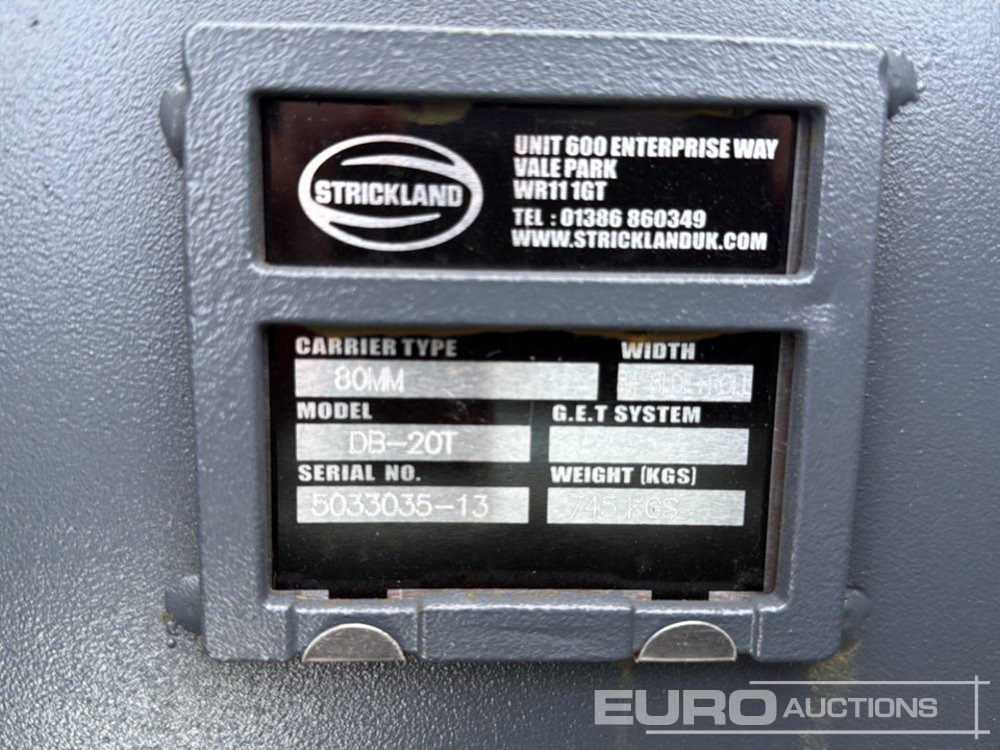 STRICKLAND
UNIT 600 ENTERPRISE WAY
VALE PARK
WR11 1GT
TEL : 01386 860349
WWW.STRICKLANDUK.COM
CARRIER TYPE WIDTH
80MM
MODEL G.E.T SYSTEM
DB-20T
SERIAL NO. WEIGHT (KGS)
5033035-13 745 KGS
EURO AUCTIONS